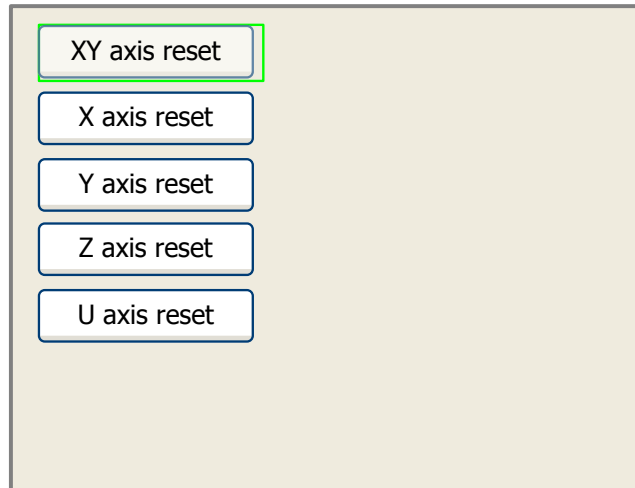 XY axis reset
X axis reset
Y axis reset
Z axis reset
U axis reset